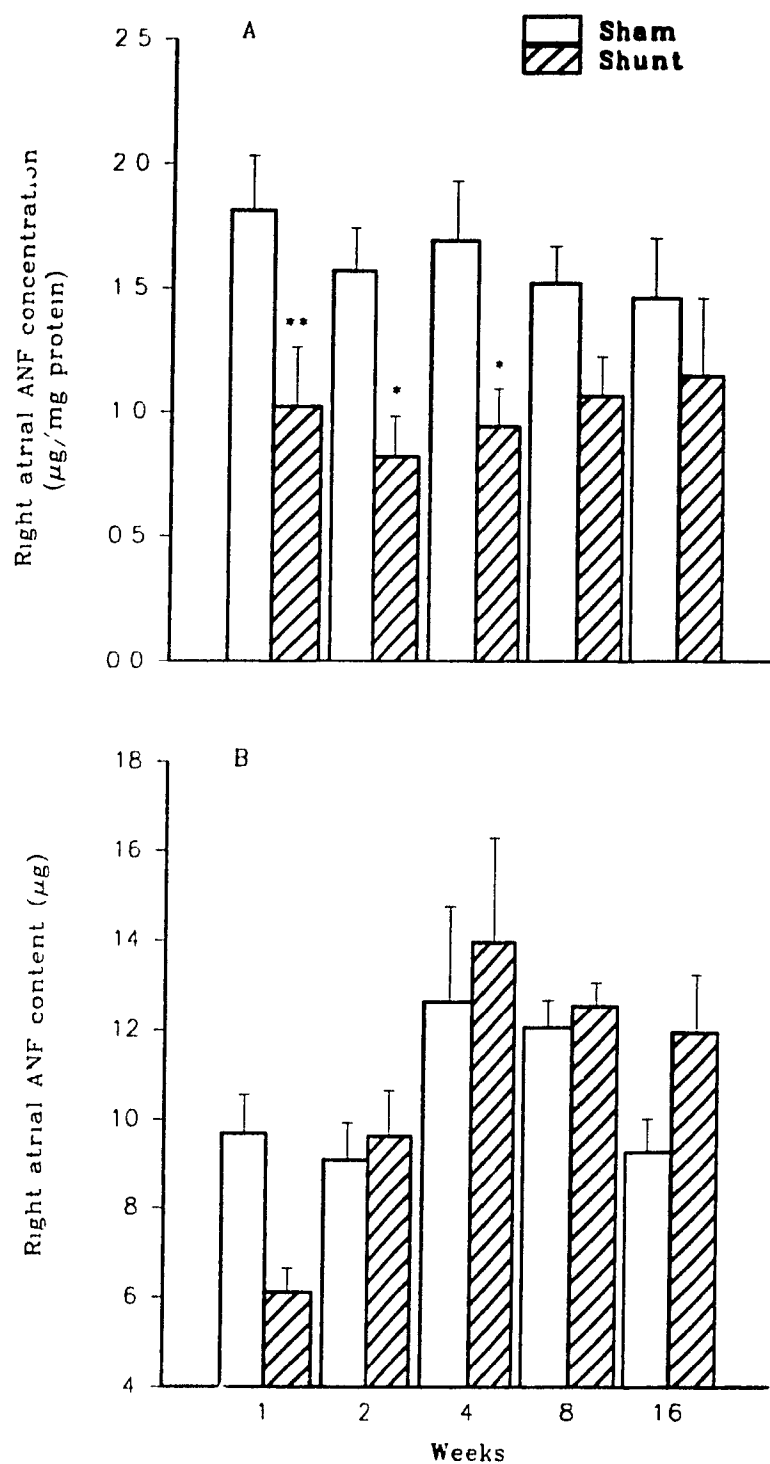 A
Sham
Shunt
2 5
2 0
1 5
1 0
0 5
0 0
Right atrial ANF concentration
(μg/mg protein)
**
*
*
B
18
16
14
12
10
8
6
4
Right atrial ANF content (μg)
1 2 4 8 16
Weeks